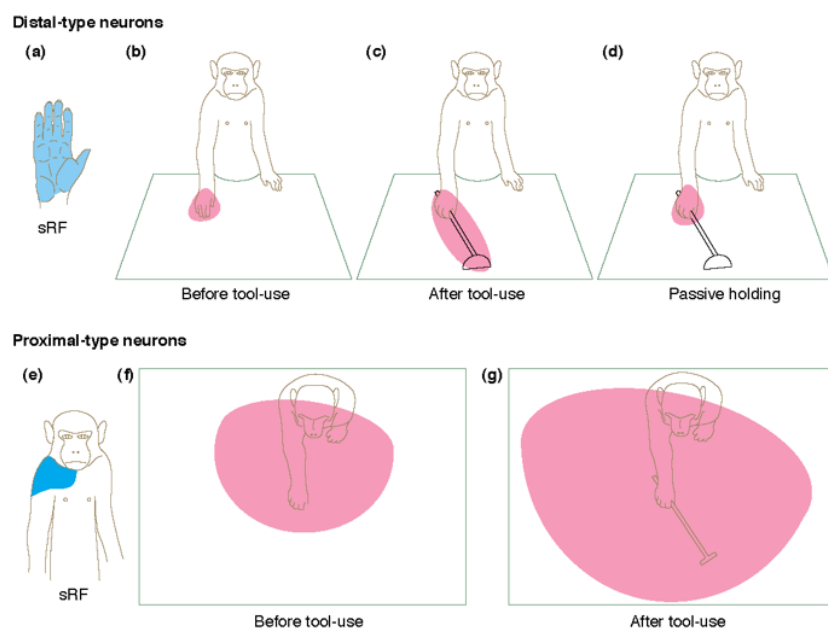 Distal-type neurons
(a) (b) (c) (d)
sRF
Before tool-use After tool-use Passive holding
Proximal-type neurons
(e) (f) (g)
sRF
Before tool-use After tool-use